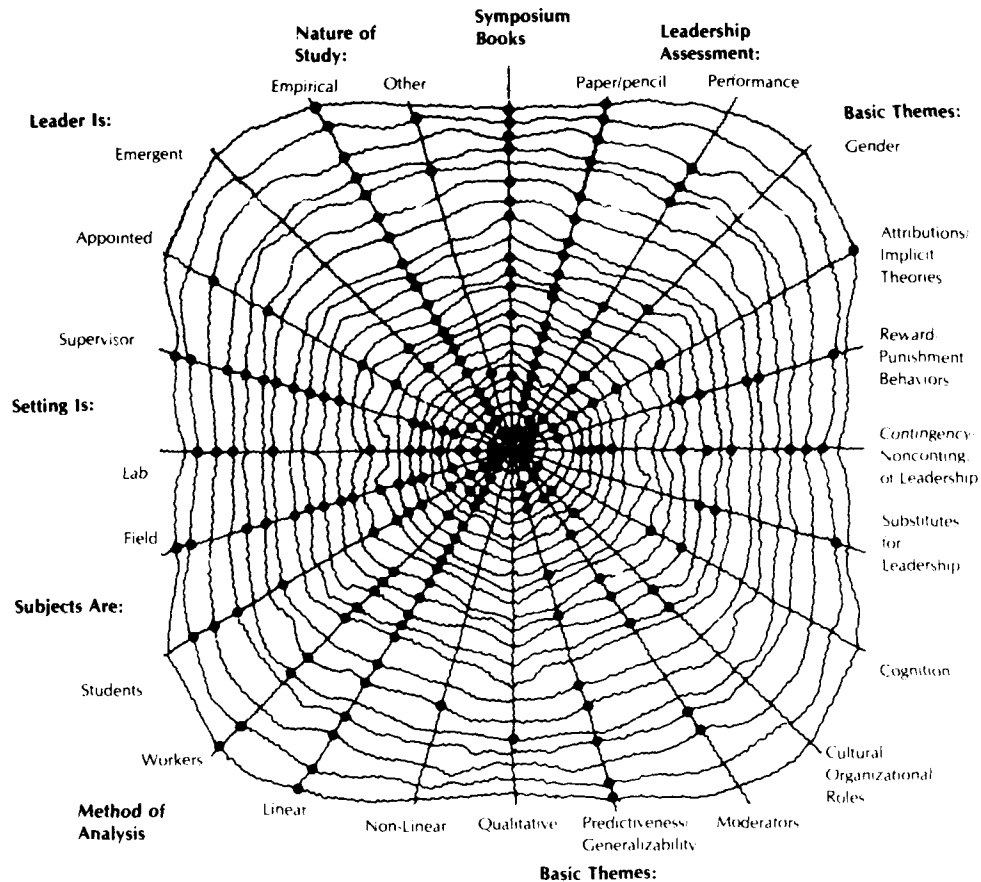 Symposium
Books
Nature of
Study:
Leadership
Assessment:
Empirical
Other
Paper/pencil
Performance
Leader Is:
Basic Themes:
Emergent
Gender
Appointed
Attributions/
Implicit
Theories
Supervisor
Reward
Punishment
Behaviors
Setting Is:
Lab
Contingency
Nonconting.
of Leadership
Field
Substitutes
for
Leadership
Subjects Are:
Students
Cognition
Workers
Cultural
Organizational
Roles
Method of
Analysis
Linear
Non-Linear
Qualitative
Predictiveness/
Generalizability
Moderators
Basic Themes: